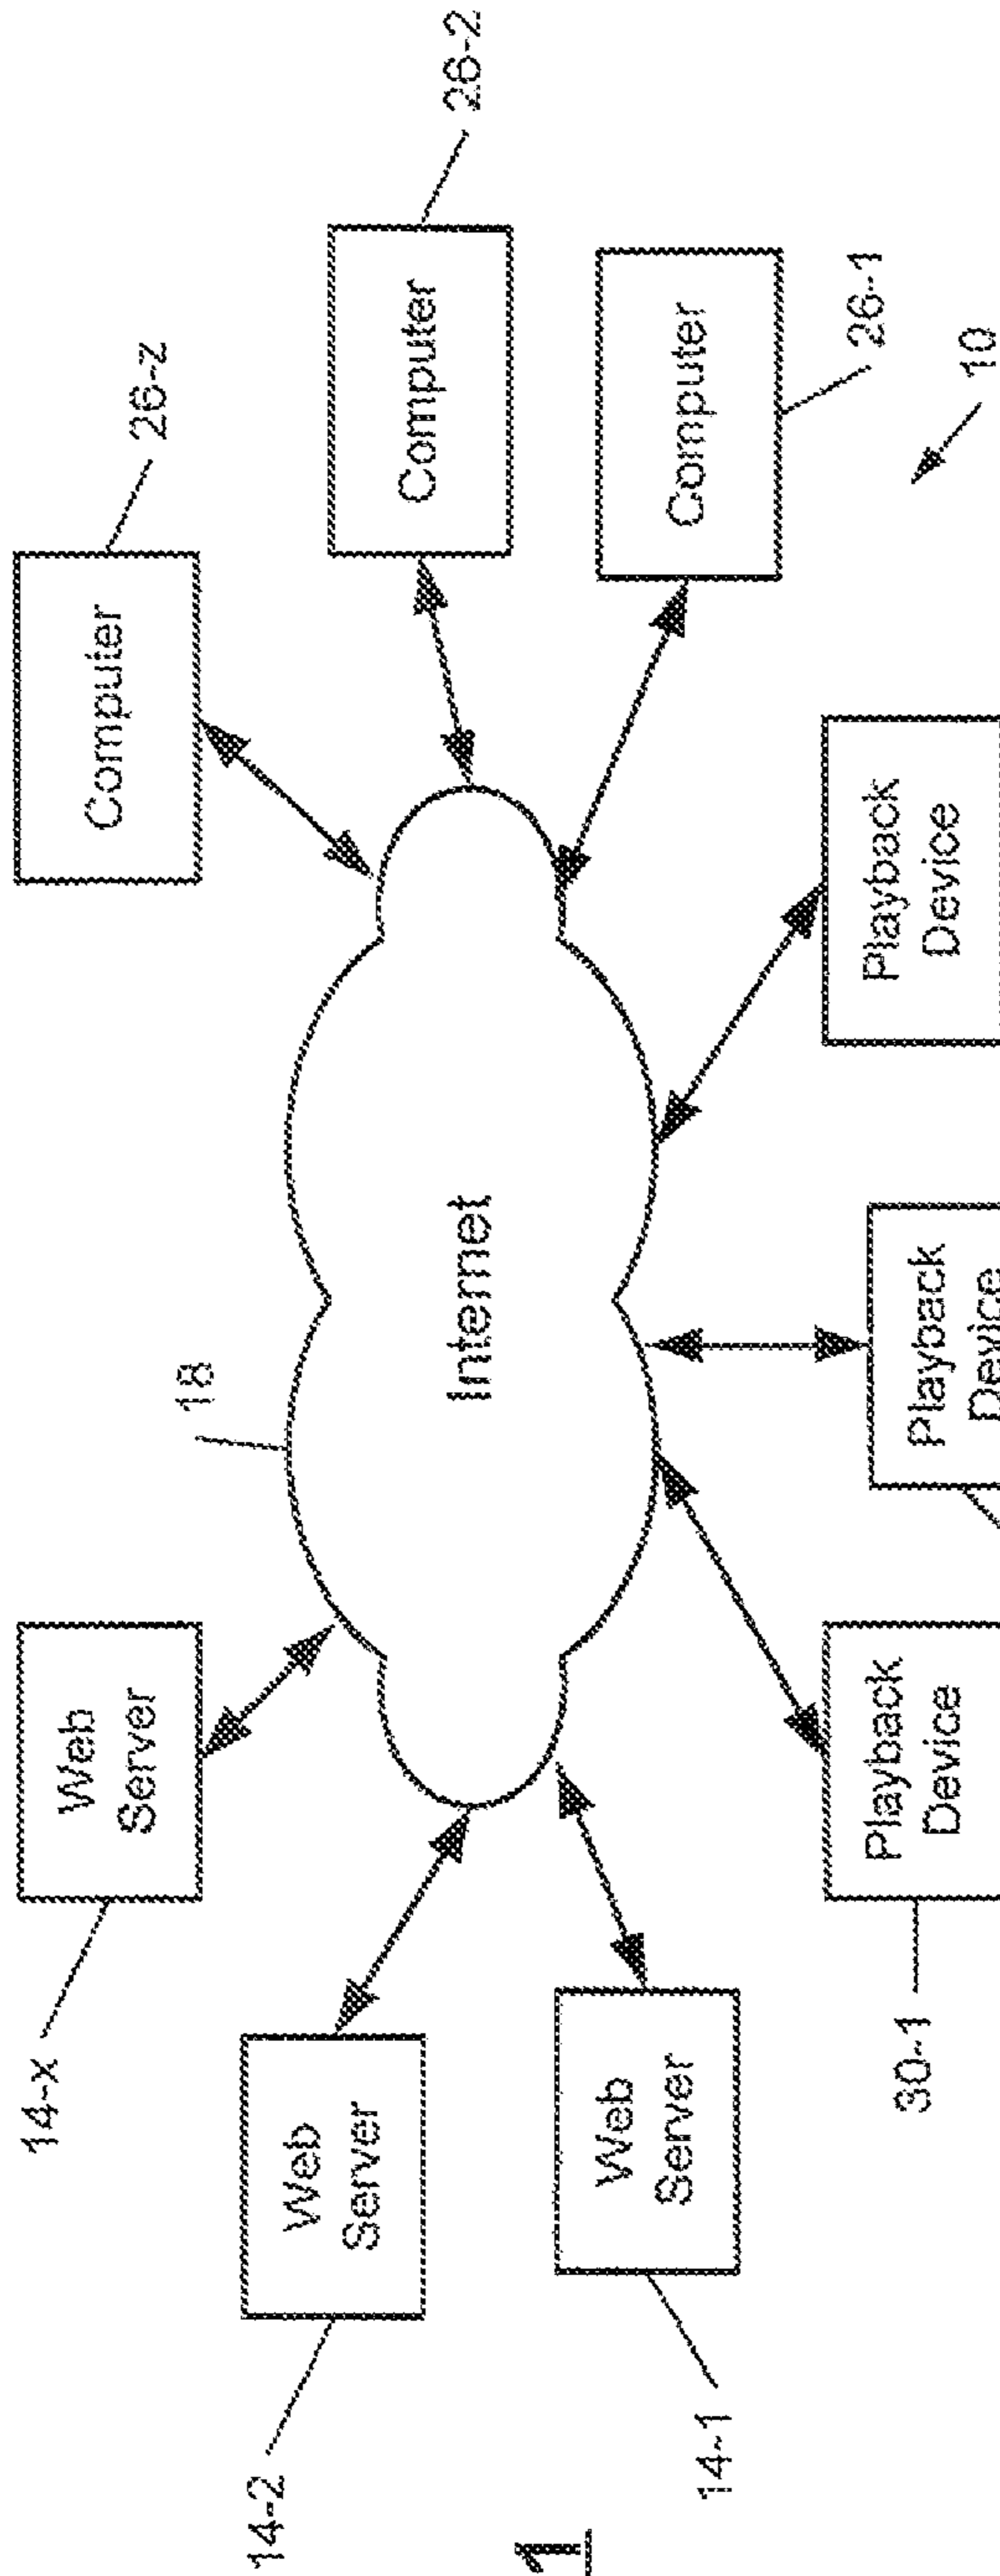 14-x
Web
Server
18
Computer
26-z
14-2
Web
Server
Internet
Computer
26-2
1
14-1
Web
Server
Computer
26-1
30-1
Playback
Device
Playback
Device
Playback
Device
10